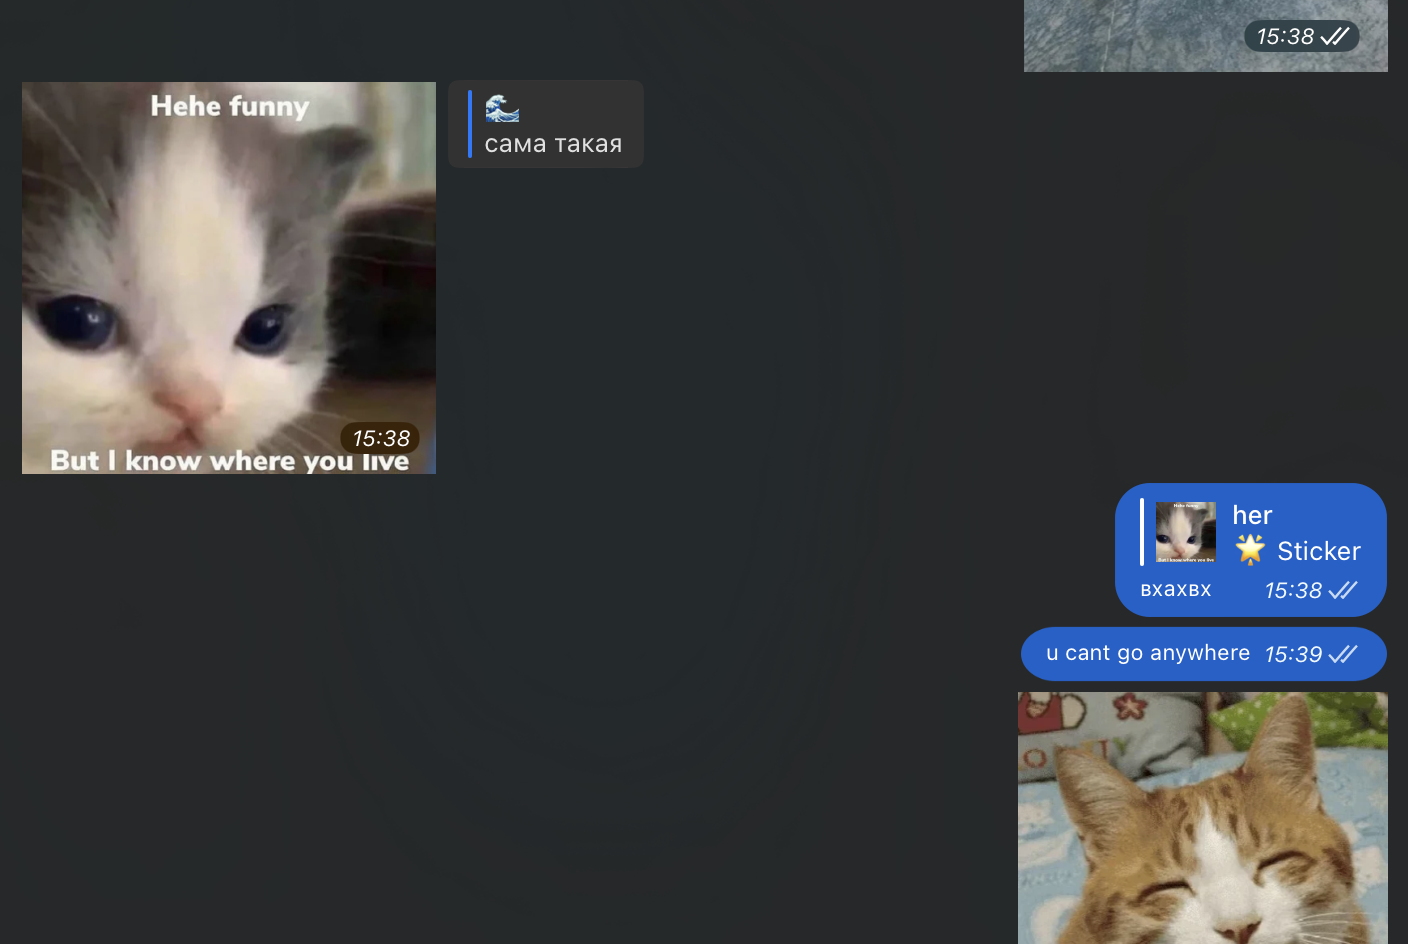 15:38
Hehe funny
🌊
сама такая
15:38
But I know where you live
her
🌟 Sticker
вхахвх 15:38
u cant go anywhere 15:39